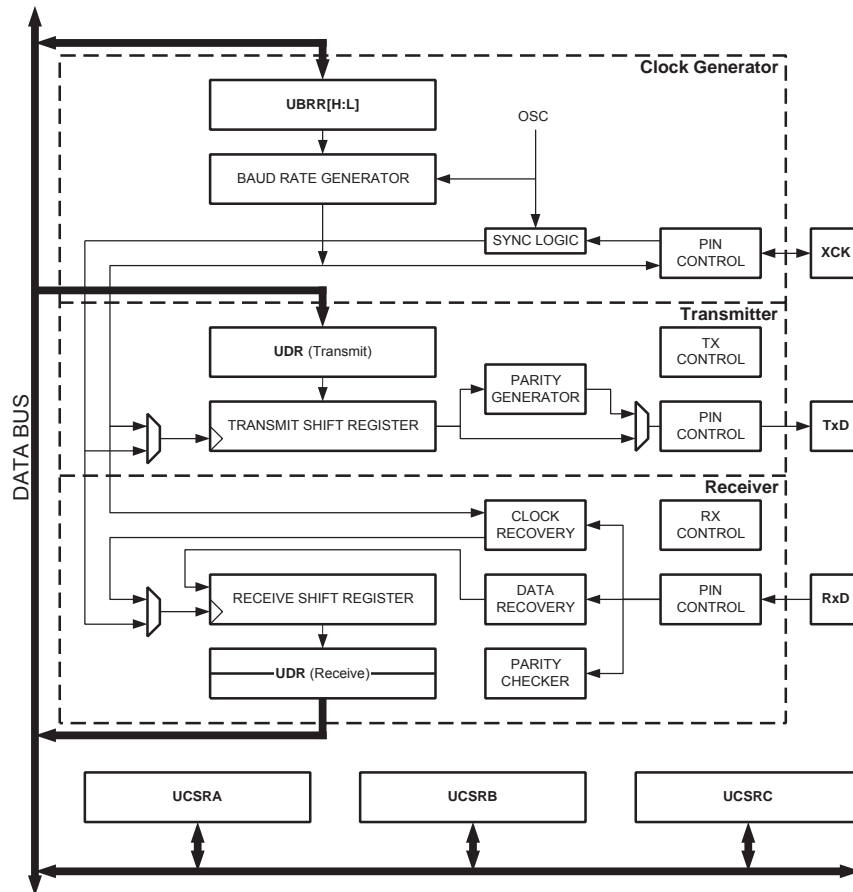 Clock Generator
UBRR[H:L]
OSC
BAUD RATE GENERATOR
SYNC LOGIC
PIN
CONTROL
XCK
DATA BUS
Transmitter
UDR (Transmit)
TX
CONTROL
PARITY
GENERATOR
TRANSMIT SHIFT REGISTER
PIN
CONTROL
TxD
Receiver
CLOCK
RECOVERY
RX
CONTROL
RECEIVE SHIFT REGISTER
DATA
RECOVERY
PIN
CONTROL
RxD
UDR (Receive)
PARITY
CHECKER
UCSRA
UCSRB
UCSRC